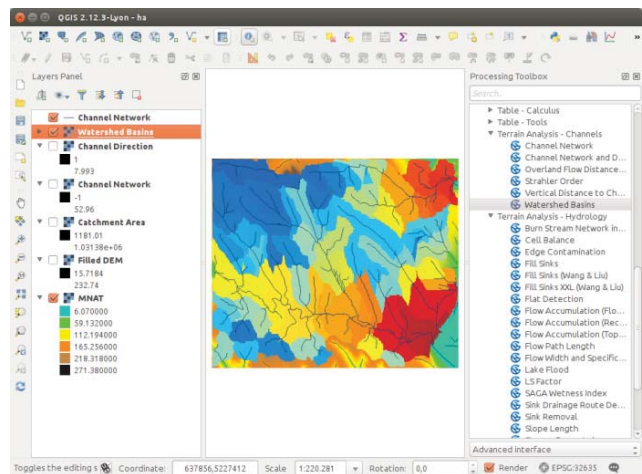 QGIS 2.12.3-Lyon - ha
Layers Panel
Channel Network
Watershed Basins
Channel Direction
1
7.993
Channel Network
-1
52.96
Catchment Area
1181.01
1.03138e+06
Filled DEM
15.7184
232.74
MNAT
6.070000
59.132000
112.194000
165.256000
218.318000
271.380000
Processing Toolbox
Search...
Table - Calculus
Table - Tools
Terrain Analysis - Channels
Channel Network
Channel Network and D...
Overland Flow Distance...
Strahler Order
Vertical Distance to Ch...
Watershed Basins
Terrain Analysis - Hydrology
Burn Stream Network in...
Cell Balance
Edge Contamination
Fill Sinks
Fill Sinks (Wang & Liu)
Fill Sinks XXL (Wang & Liu)
Flat Detection
Flow Accumulation (Flo...
Flow Accumulation (Rec...
Flow Accumulation (Top...
Flow Path Length
Flow Width and Specific...
Lake Flood
LS Factor
SAGA Wetness Index
Sink Drainage Route De...
Sink Removal
Slope Length
Advanced interface
Toggles the editing s Coordinate: 637856,5227412 Scale 1:220.281 Rotation: 0,0 Render EPSG:32635